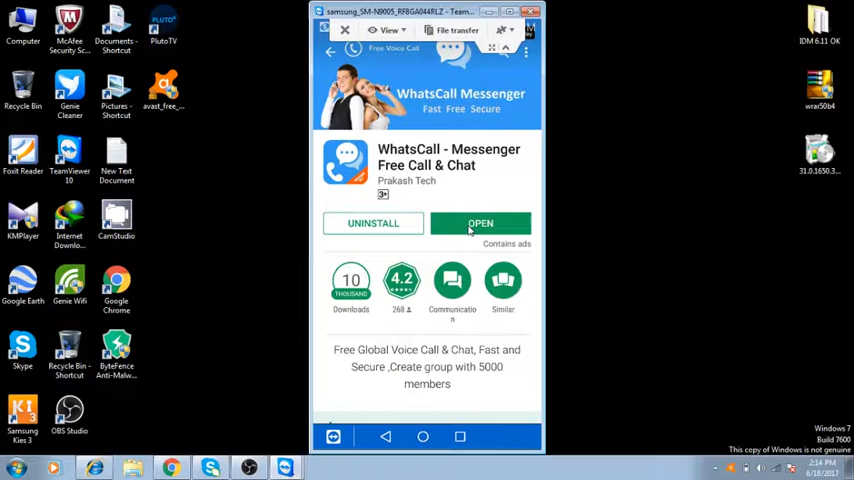 samsung_SM-N9005_RF8GA044RLZ - Team...
View
File transfer
Free Voice Call
WhatsCall Messenger
Fast Free Secure
WhatsCall - Messenger
Free Call & Chat
Prakash Tech
3+
UNINSTALL
OPEN
Contains ads
10
THOUSAND
4.2
Downloads
268
Communicatio
n
Similar
Free Global Voice Call & Chat, Fast and
Secure ,Create group with 5000
members
Computer
McAfee
Security Sc...
Documents -
Shortcut
PlutoTV
Recycle Bin
Genie
Cleaner
Pictures -
Shortcut
avast_free_...
Foxit Reader
TeamViewer
10
New Text
Document
KMPlayer
Internet
Downlo...
CamStudio
Google Earth
Genie Wifi
Google
Chrome
Skype
Recycle Bin -
Shortcut
ByteFence
Anti-Malw...
Samsung
Kies 3
OBS Studio
IDM 6.11 OK
wrar50b4
31.0.1650.3...
Windows 7
Build 7600
This copy of Windows is not genuine
2:14 PM
6/18/2017